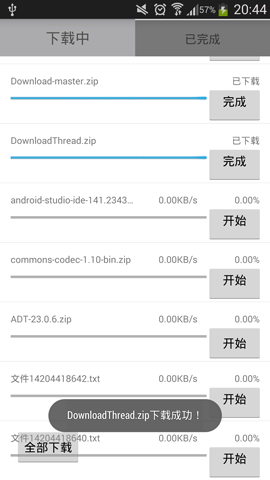 57% 20:44
下载中 已完成
Download-master.zip 已下载
完成
DownloadThread.zip 已下载
完成
android-studio-ide-141.2343... 0.00KB/s 0.00%
开始
commons-codec-1.10-bin.zip 0.00KB/s 0.00%
开始
ADT-23.0.6.zip 0.00KB/s 0.00%
开始
文件14204418642.txt 0.00KB/s 0.00%
开始
DownloadThread.zip下载成功！
文件14204418640.txt 0.00KB/s 0.00%
全部下载 开始